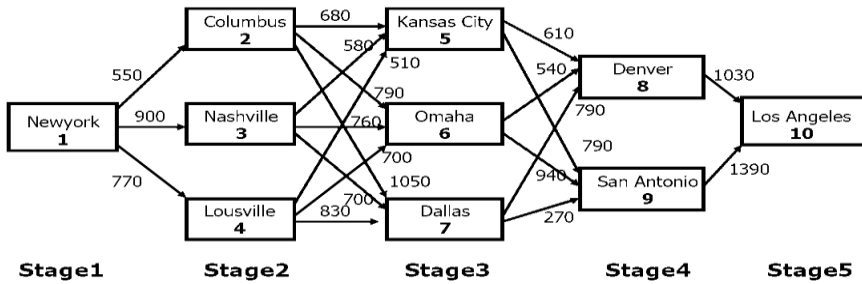 680
Columbus
2
Kansas City
5
610
580
510
550
540
Denver
8
1030
790
790
Newyork
1
900
Nashville
3
760
Omaha
6
Los Angeles
10
700
790
770
940
San Antonio
9
1390
1050
700
Lousville
4
830
Dallas
7
270
Stage1
Stage2
Stage3
Stage4
Stage5